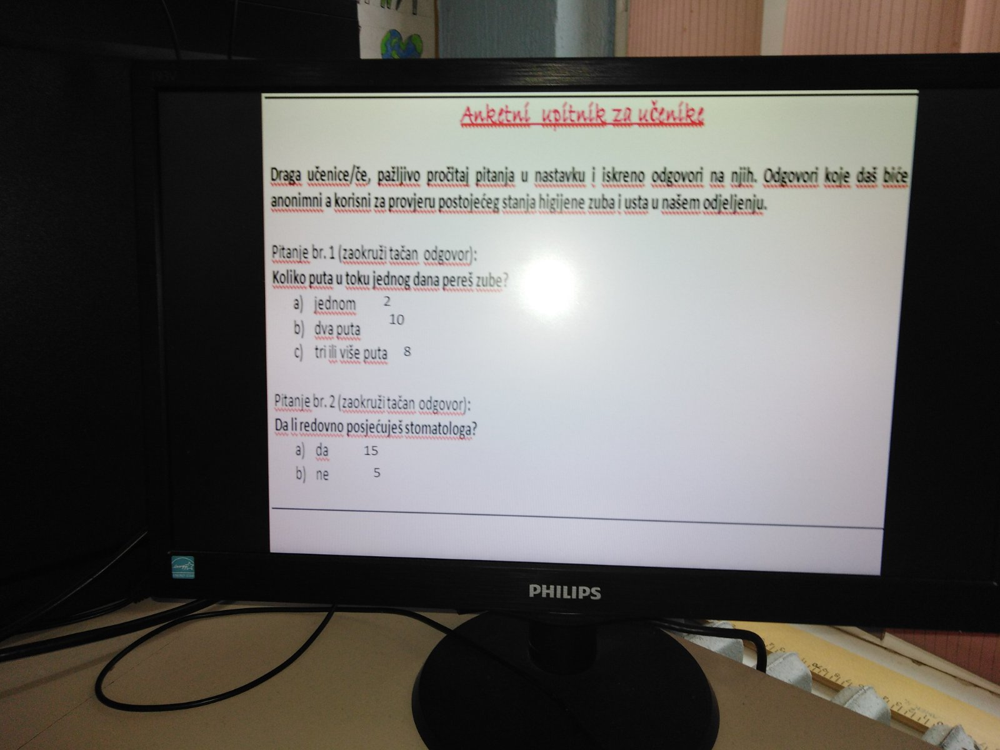 Anketni upitnik za učenike
Draga učenice/če, pažljivo pročitaj pitanja u nastavku i iskreno odgovori na njih. Odgovori koje daš biće
anonimni a korisni za provjeru postojećeg stanja higijene zuba i usta u našem odjeljenju.
Pitanje br. 1 (zaokruži tačan odgovor):
Koliko puta u toku jednog dana pereš zube?
a) jednom 2
b) dva puta 10
c) tri ili više puta 8
Pitanje br. 2 (zaokruži tačan odgovor):
Da li redovno posjećuješ stomatologa?
a) da 15
b) ne 5
PHILIPS